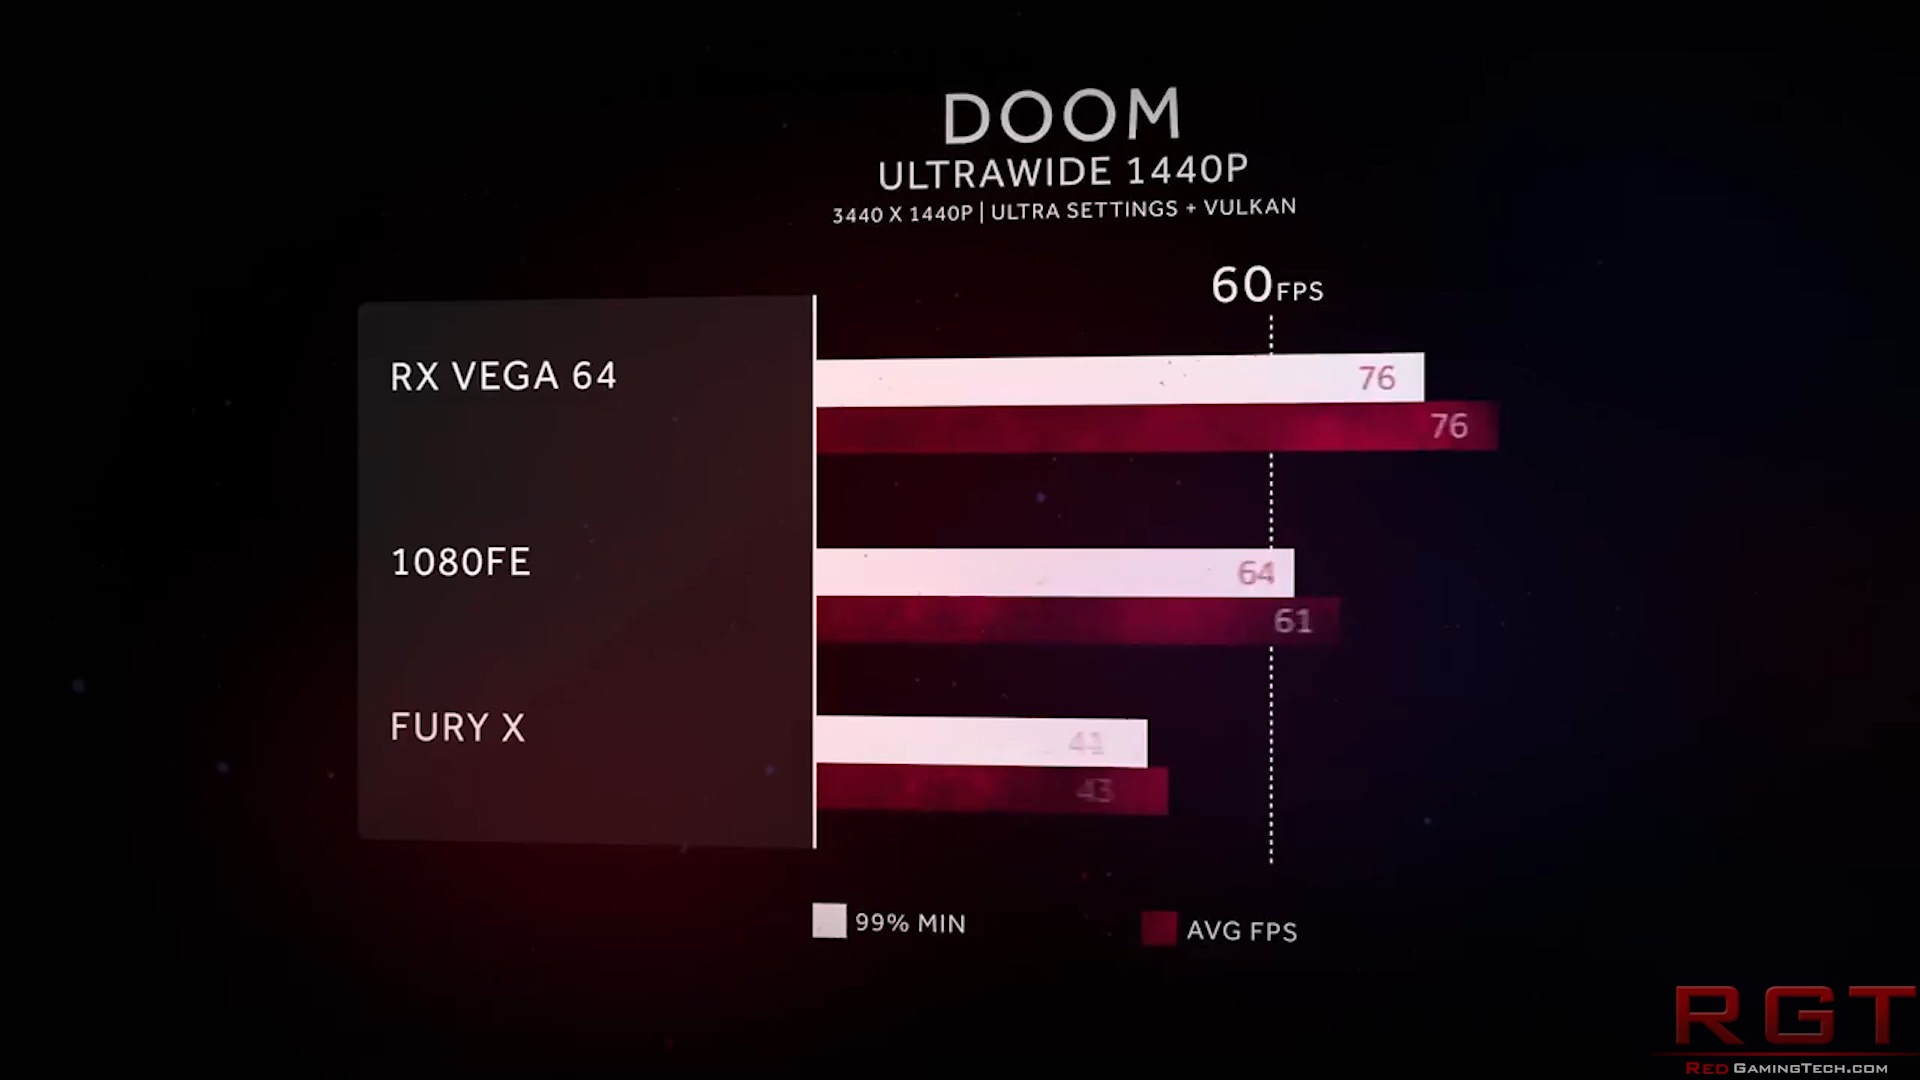 DOOM
ULTRAWIDE 1440P
3440 X 1440P | ULTRA SETTINGS + VULKAN
60FPS
RX VEGA 64
76
76
1080FE
64
61
FURY X
41
43
99% MIN
AVG FPS
RGT
REDGAMINGTECH.COM